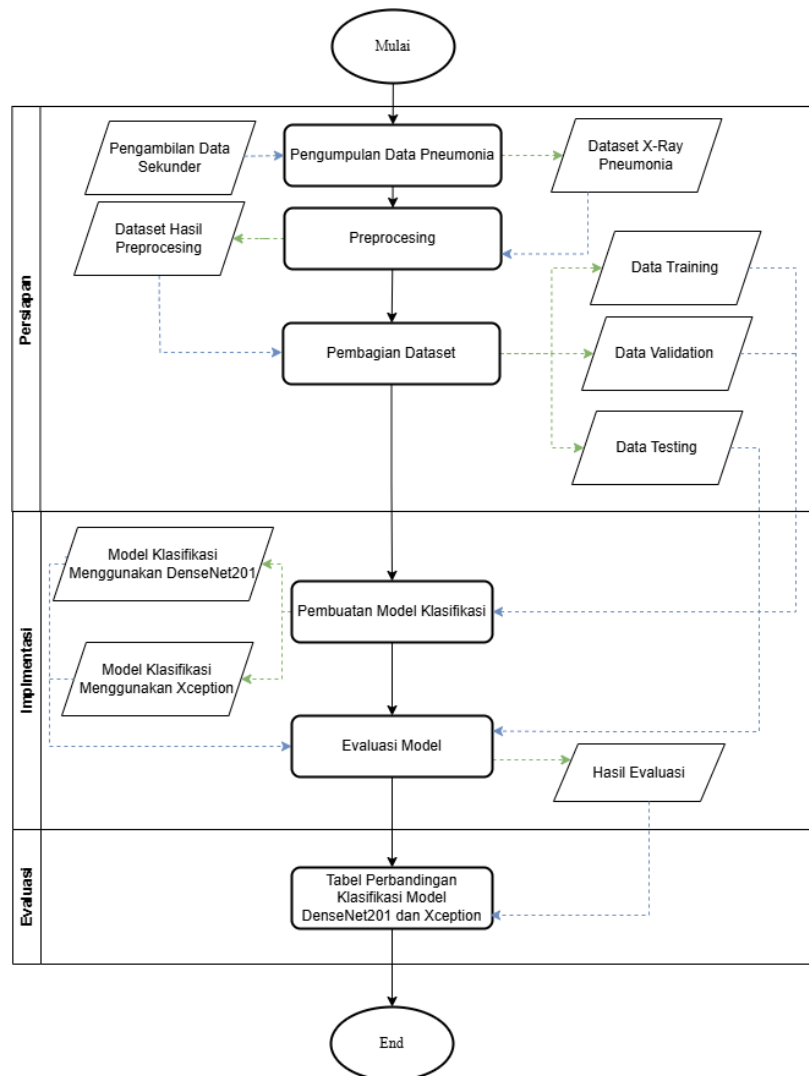 Mulai
Persiapan
Pengambilan Data
Sekunder
Pengumpulan Data Pneumonia
Dataset X-Ray
Pneumonia
Dataset Hasil
Preprocesing
Preprocesing
Data Training
Pembagian Dataset
Data Validation
Data Testing
Implmentasi
Model Klasifikasi
Menggunakan DenseNet201
Pembuatan Model Klasifikasi
Model Klasifikasi
Menggunakan Xception
Evaluasi Model
Hasil Evaluasi
Evaluasi
Tabel Perbandingan
Klasifikasi Model
DenseNet201 dan Xception
End